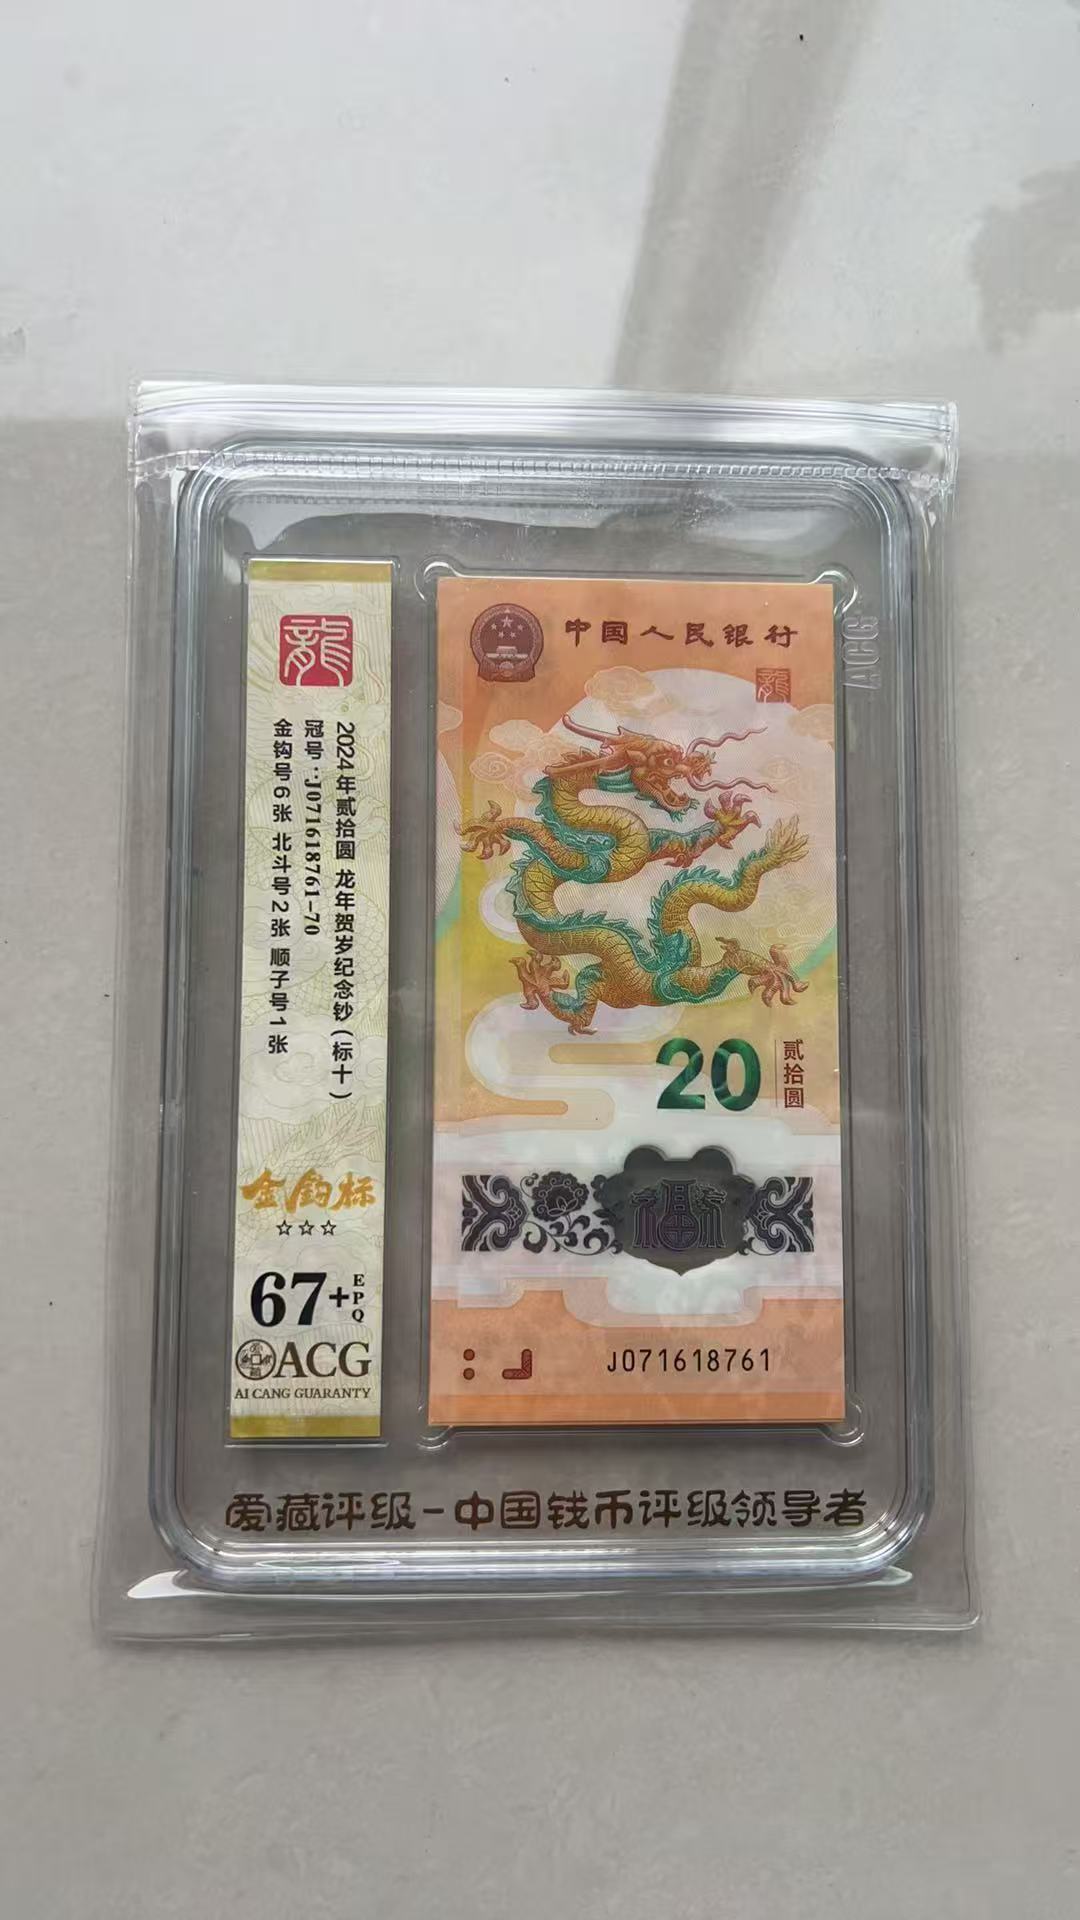 龍
2024年贰拾圆 龙年贺岁纪念钞(标十)
冠号:J071618761-70
金钩号6张 北斗号2张 顺子号1张
金钩标
☆☆☆
67+EPQ
ACG
AI CANG GUARANTY
中国人民银行
龍
20
贰拾圆
J071618761
ACG
爱藏评级-中国钱币评级领导者